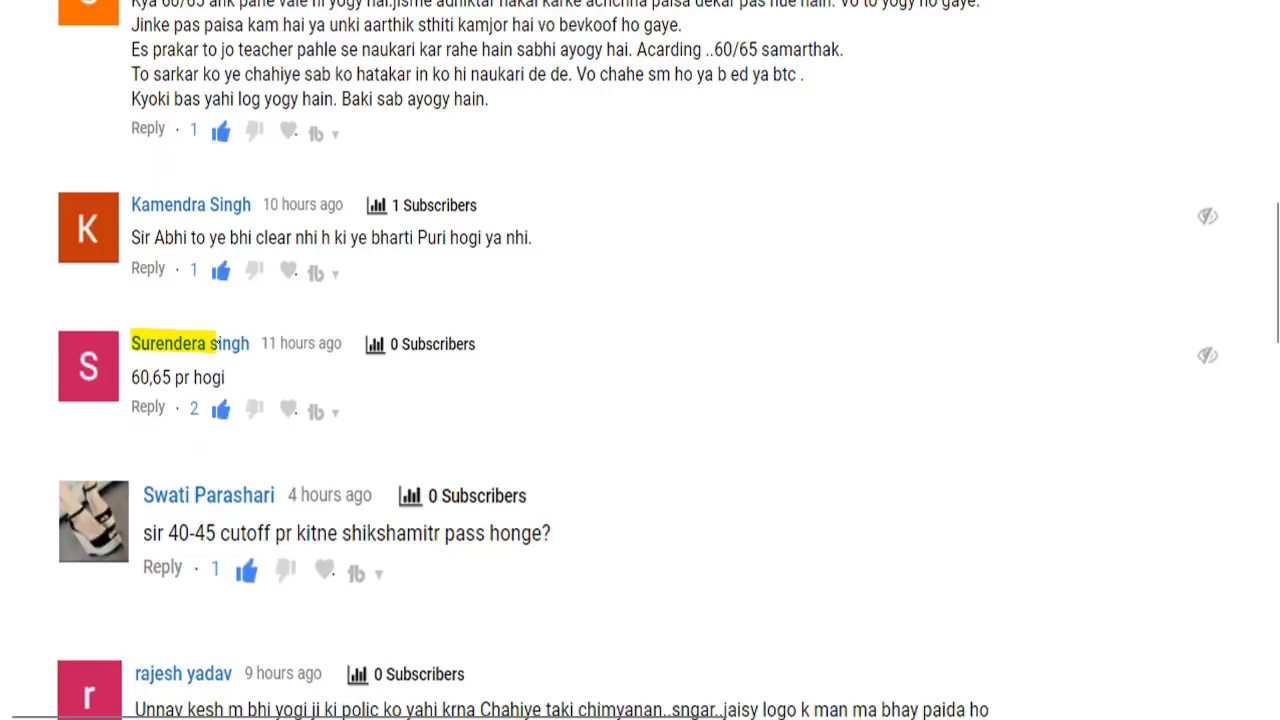 Kya 60/65 ank pane vale hi yogy hai.jisme adhiktar nakal karke achchha paisa dekar pas hue hain. Vo to yogy ho gaye.
Jinke pas paisa kam hai ya unki aarthik sthiti kamjor hai vo bevkoof ho gaye.
Es prakar to jo teacher pahle se naukari kar rahe hain sabhi ayogy hai. Acarding ..60/65 samarthak.
To sarkar ko ye chahiye sab ko hatakar in ko hi naukari de de. Vo chahe sm ho ya b ed ya btc .
Kyoki bas yahi log yogy hain. Baki sab ayogy hain.
Reply · 1
K
Kamendra Singh 10 hours ago 1 Subscribers
Sir Abhi to ye bhi clear nhi h ki ye bharti Puri hogi ya nhi.
Reply · 1
S
Surendera singh 11 hours ago 0 Subscribers
60,65 pr hogi
Reply · 2
Swati Parashari 4 hours ago 0 Subscribers
sir 40-45 cutoff pr kitne shikshamitr pass honge?
Reply · 1
r
rajesh yadav 9 hours ago 0 Subscribers
Unnav kesh m bhi yogi ji ki polic ko yahi krna Chahiye taki chimyanan..sngar..jaisy logo k man ma bhay paida ho